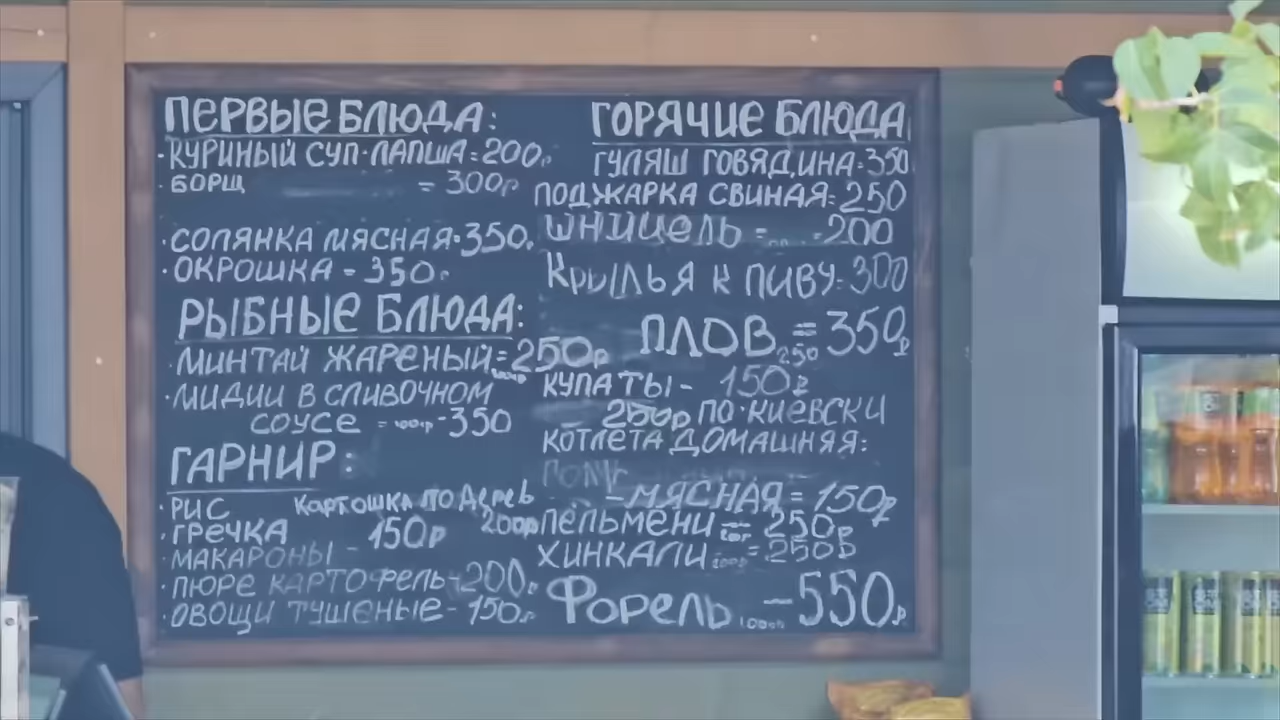 ПЕРВЫЕ БЛЮДА:
· КУРИНЫЙ СУП-ЛАПША = 200р
· БОРЩ = 300р
· СОЛЯНКА МЯСНАЯ - 350.
· ОКРОШКА = 350р
РЫБНЫЕ БЛЮДА:
· МИНТАЙ ЖАРЕНЫЙ = 250р
· МИДИИ В СЛИВОЧНОМ
СОУСЕ = 100гр - 350
ГАРНИР:
· РИС
· ГРЕЧКА 150р
· МАКАРОНЫ -
Картошка по дерев
200р
· ПЮРЕ КАРТОФЕЛЬ - 200р
· ОВОЩИ ТУШЕНЫЕ - 150р
ГОРЯЧИЕ БЛЮДА
ГУЛЯШ ГОВЯДИНА = 350
ПОДЖАРКА СВИНАЯ = 250
ШНИЦЕЛЬ = 200
КРЫЛЬЯ К ПИВУ = 300
ПЛОВ 250 = 350р
КУПАТЫ - 150р
250р ПО-КИЕВСКИ
КОТЛЕТА ДОМАШНЯЯ:
- МЯСНАЯ = 150р
ПЕЛЬМЕНИ = 250р
ХИНКАЛИ = 250р
Форель - 550р